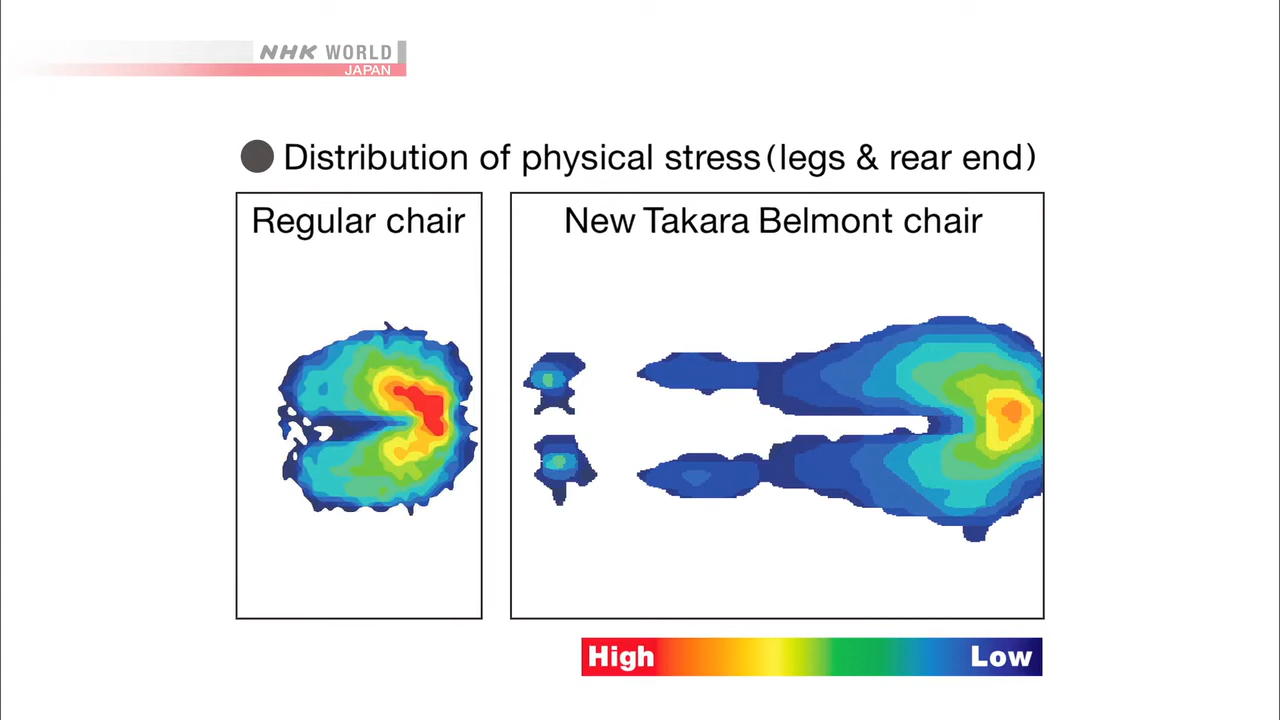 NHK WORLD
JAPAN
Distribution of physical stress (legs & rear end)
Regular chair
New Takara Belmont chair
High
Low